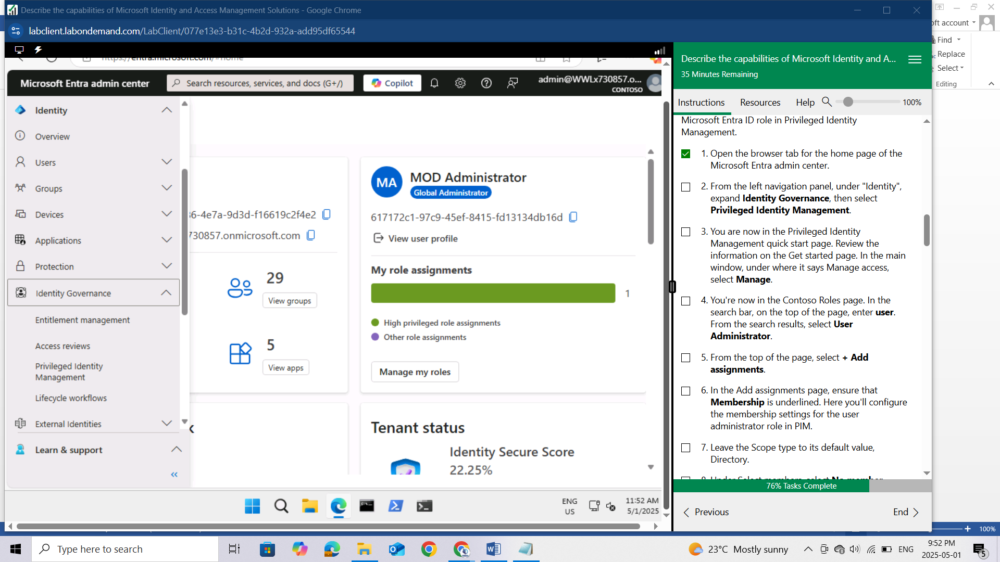 Describe the capabilities of Microsoft Identity and Access Management Solutions - Google Chrome
labclient.labondemand.com/LabClient/077e13e3-b31c-4b2d-932a-add95df65544
oft account
Find
Replace
Select
Editing
https://entra.microsoft.com/#home
Microsoft Entra admin center
Search resources, services, and docs (G+/)
Copilot
admin@WWLx730857.o...
CONTOSO
Identity
Overview
Users
Groups
Devices
Applications
Protection
Identity Governance
Entitlement management
Access reviews
Privileged Identity
Management
Lifecycle workflows
External Identities
Learn & support
6-4e7a-9d3d-f16619c2f4e2
730857.onmicrosoft.com
29
View groups
5
View apps
MA
MOD Administrator
Global Administrator
617172c1-97c9-45ef-8415-fd13134db16d
View user profile
My role assignments
1
High privileged role assignments
Other role assignments
Manage my roles
Tenant status
Identity Secure Score
22.25%
ENG
US
11:52 AM
5/1/2025
Describe the capabilities of Microsoft Identity and A...
35 Minutes Remaining
Instructions
Resources
Help
100%
Microsoft Entra ID role in Privileged Identity
Management.
1. Open the browser tab for the home page of the
Microsoft Entra admin center.
2. From the left navigation panel, under "Identity",
expand Identity Governance, then select
Privileged Identity Management.
3. You are now in the Privileged Identity
Management quick start page. Review the
information on the Get started page. In the main
window, under where it says Manage access,
select Manage.
4. You're now in the Contoso Roles page. In the
search bar, on the top of the page, enter user.
From the search results, select User
Administrator.
5. From the top of the page, select + Add
assignments.
6. In the Add assignments page, ensure that
Membership is underlined. Here you'll configure
the membership settings for the user
administrator role in PIM.
7. Leave the Scope type to its default value,
Directory.
8. Under Select members, select No member
76% Tasks Complete
Previous
End
100%
Type here to search
23°C Mostly sunny
ENG
9:52 PM
2025-05-01
5